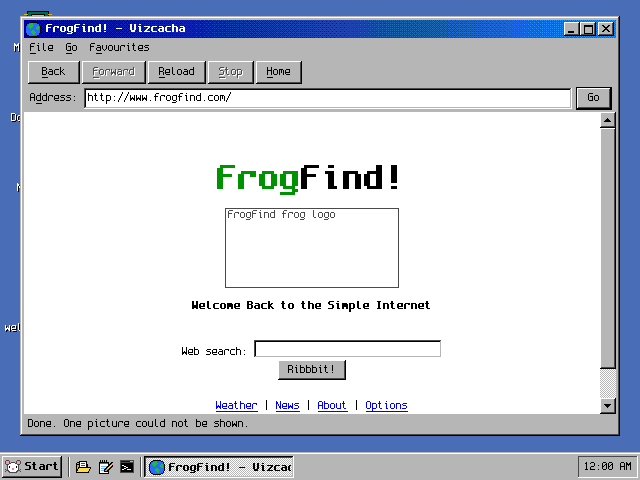 FrogFind! - Vizcacha
File Go Favourites
Back Forward Reload Stop Home
Address: http://www.frogfind.com/ Go
FrogFind!
FrogFind frog logo
Welcome Back to the Simple Internet
Web search:
Ribbbit!
Weather | News | About | Options
Done. One picture could not be shown.
Start FrogFind! - Vizcac 12:00 AM